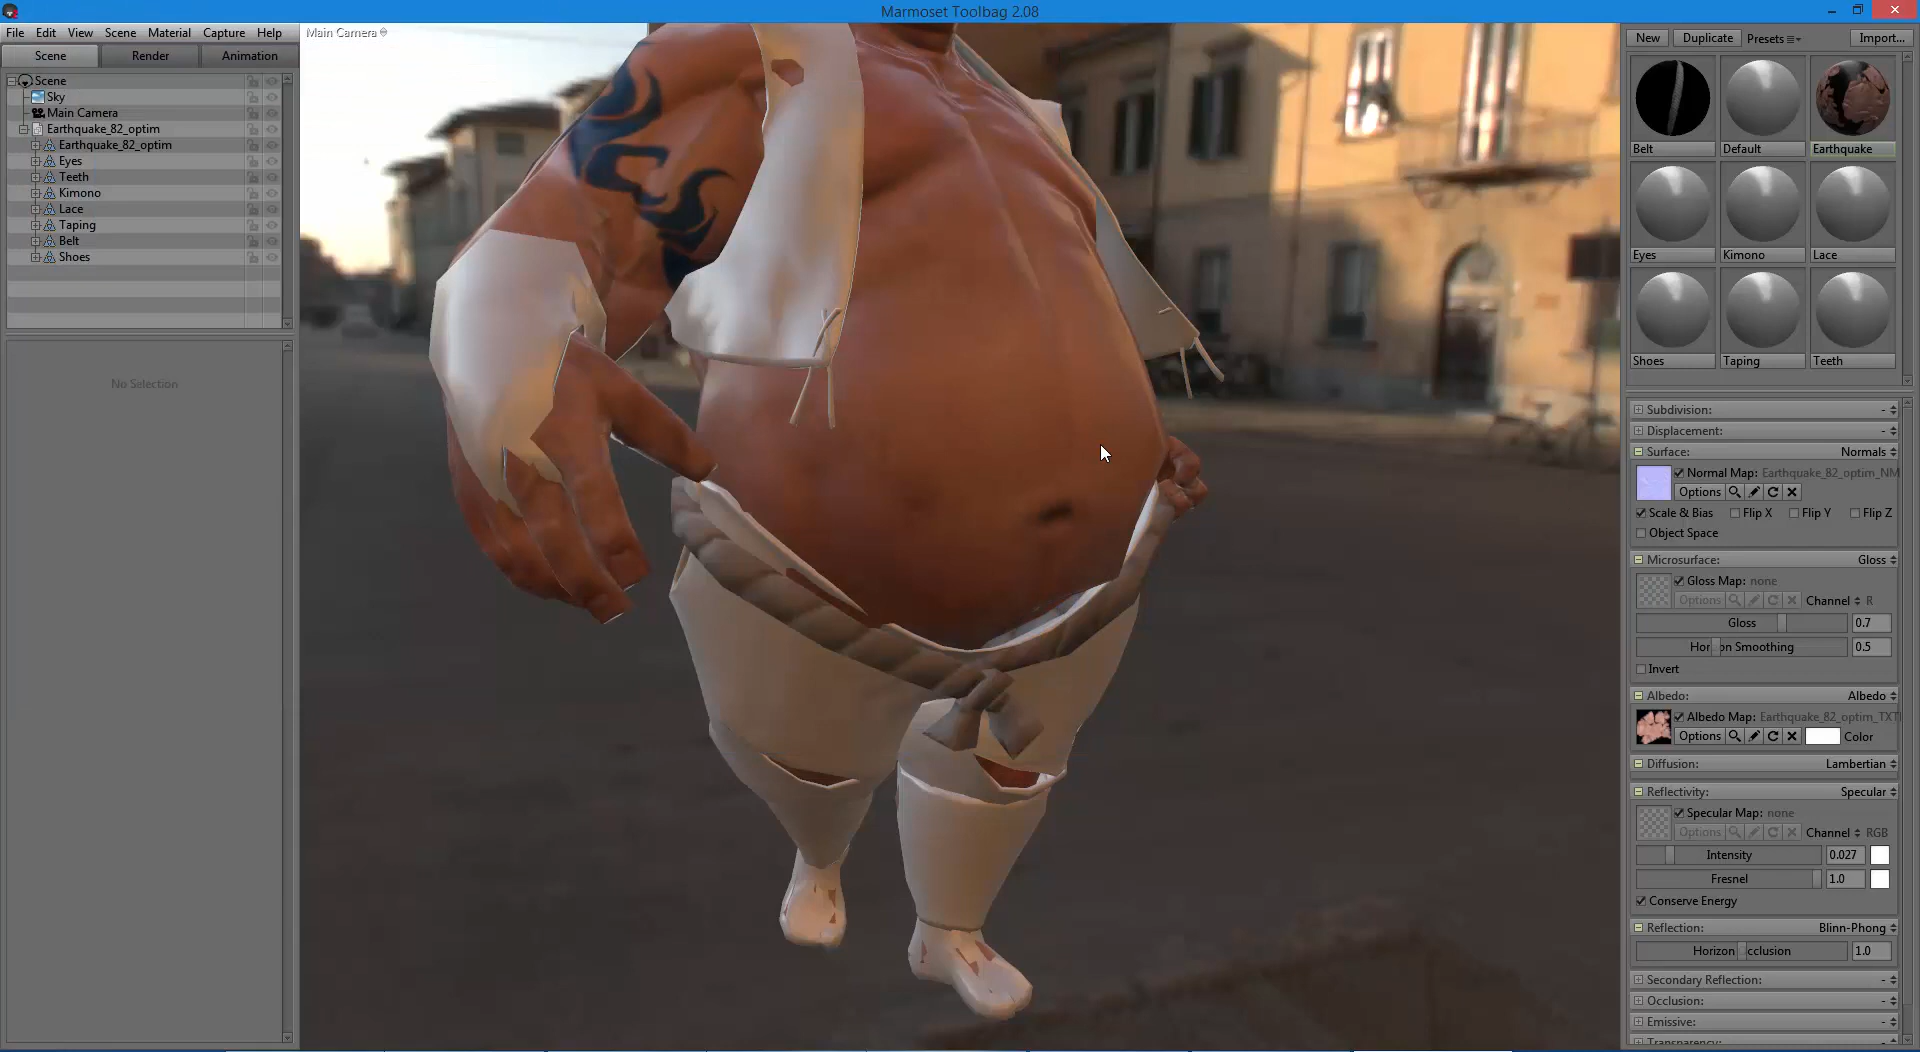 Marmoset Toolbag 2.08
File Edit View Scene Material Capture Help
Scene Render Animation
Scene
Sky
Main Camera
Earthquake_82_optim
Earthquake_82_optim
Eyes
Teeth
Kimono
Lace
Taping
Belt
Shoes
No Selection
Main Camera
New Duplicate Presets Import...
Belt Default Earthquake
Eyes Kimono Lace
Shoes Taping Teeth
Subdivision: -
Displacement: -
Surface: Normals
Normal Map: Earthquake_82_optim_NM
Options
Scale & Bias Flip X Flip Y Flip Z
Object Space
Microsurface: Gloss
Gloss Map: none
Options Channel R
Gloss 0.7
Smoothing 0.5
Invert
Albedo: Albedo
Albedo Map: Earthquake_82_optim_TXT
Options Color
Diffusion: Lambertian
Reflectivity: Specular
Specular Map: none
Options Channel RGB
Intensity 0.027
Fresnel 1.0
Conserve Energy
Reflection: Blinn-Phong
Horizon 1.0
Secondary Reflection: -
Occlusion: -
Emissive: -
Transparency: -